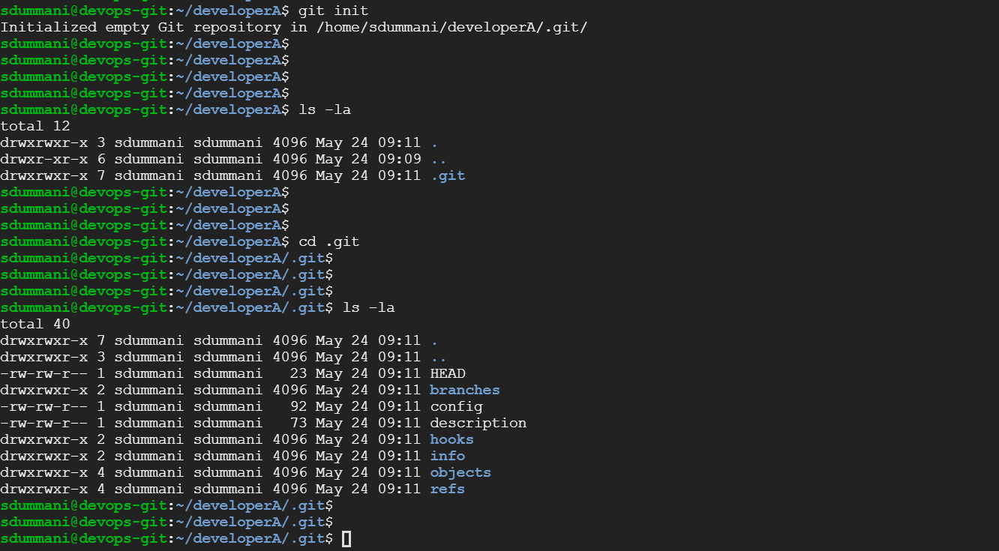 sdummani@devops-git:~/developerA$ git init
Initialized empty Git repository in /home/sdummani/developerA/.git/
sdummani@devops-git:~/developerA$
sdummani@devops-git:~/developerA$
sdummani@devops-git:~/developerA$
sdummani@devops-git:~/developerA$
sdummani@devops-git:~/developerA$ ls -la
total 12
drwxrwxr-x 3 sdummani sdummani 4096 May 24 09:11 .
drwxr-xr-x 6 sdummani sdummani 4096 May 24 09:09 ..
drwxrwxr-x 7 sdummani sdummani 4096 May 24 09:11 .git
sdummani@devops-git:~/developerA$
sdummani@devops-git:~/developerA$
sdummani@devops-git:~/developerA$
sdummani@devops-git:~/developerA$ cd .git
sdummani@devops-git:~/developerA/.git$
sdummani@devops-git:~/developerA/.git$
sdummani@devops-git:~/developerA/.git$
sdummani@devops-git:~/developerA/.git$ ls -la
total 40
drwxrwxr-x 7 sdummani sdummani 4096 May 24 09:11 .
drwxrwxr-x 3 sdummani sdummani 4096 May 24 09:11 ..
-rw-rw-r-- 1 sdummani sdummani   23 May 24 09:11 HEAD
drwxrwxr-x 2 sdummani sdummani 4096 May 24 09:11 branches
-rw-rw-r-- 1 sdummani sdummani   92 May 24 09:11 config
-rw-rw-r-- 1 sdummani sdummani   73 May 24 09:11 description
drwxrwxr-x 2 sdummani sdummani 4096 May 24 09:11 hooks
drwxrwxr-x 2 sdummani sdummani 4096 May 24 09:11 info
drwxrwxr-x 4 sdummani sdummani 4096 May 24 09:11 objects
drwxrwxr-x 4 sdummani sdummani 4096 May 24 09:11 refs
sdummani@devops-git:~/developerA/.git$
sdummani@devops-git:~/developerA/.git$
sdummani@devops-git:~/developerA/.git$